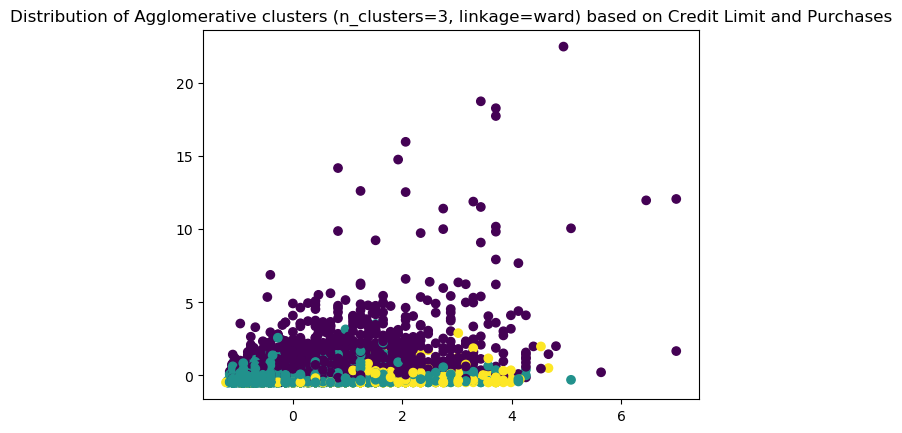 Distribution of Agglomerative clusters (n_clusters=3, linkage=ward) based on Credit Limit and Purchases
20
15
10
5
0
0 2 4 6